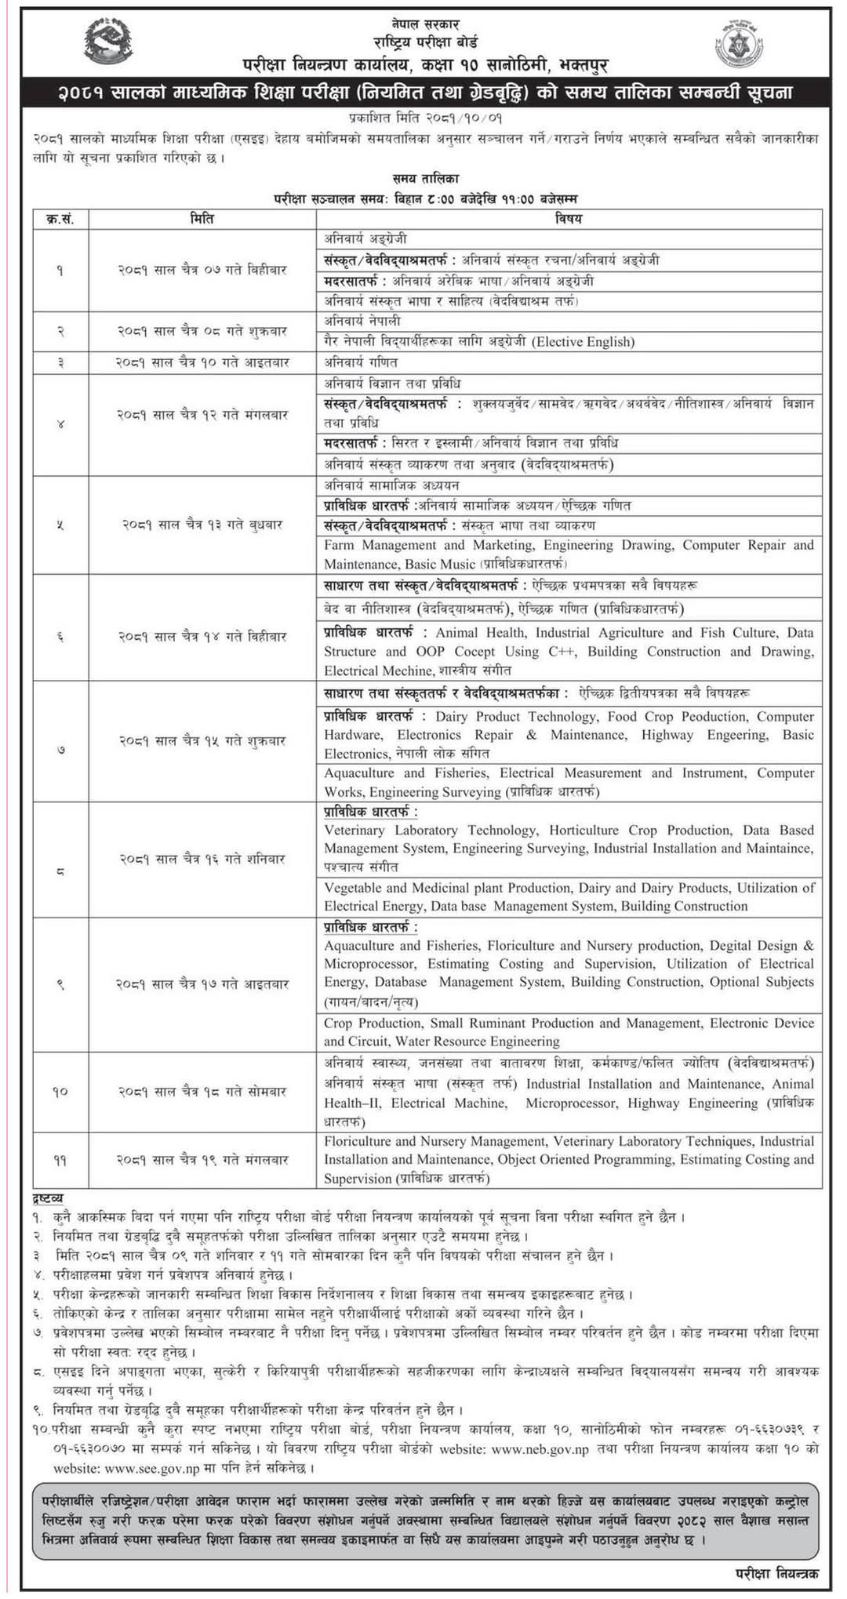 नेपाल सरकार
राष्ट्रिय परीक्षा बोर्ड
परीक्षा नियन्त्रण कार्यालय, कक्षा १० सानोठिमी, भक्तपुर
२०८१ सालको माध्यमिक शिक्षा परीक्षा (नियमित तथा ग्रेडबृद्धि) को समय तालिका सम्बन्धी सूचना
प्रकाशित मिति २०८१/१०/०१
२०८१ सालको माध्यमिक शिक्षा परीक्षा (एसइइ) देहाय बमोजिमको समयतालिका अनुसार सञ्चालन गर्ने/गराउने निर्णय भएकाले सम्बन्धित सवैको जानकारीका
लागि यो सूचना प्रकाशित गरिएको छ ।
समय तालिका
परीक्षा सञ्चालन समय: बिहान ८:०० बजेदेखि ११:०० बजेसम्म
क्र.सं. मिति विषय
१ २०८१ साल चैत्र ०७ गते बिहीबार
अनिवार्य अङ्ग्रेजी
संस्कृत/वेदविद्याश्रमतर्फ : अनिवार्य संस्कृत रचना/अनिवार्य अङ्ग्रेजी
मदरसातर्फ : अनिवार्य अरेबिक भाषा/अनिवार्य अङ्ग्रेजी
अनिवार्य संस्कृत भाषा र साहित्य (वेदविद्याश्रम तर्फ)
२ २०८१ साल चैत्र ०८ गते शुक्रबार
अनिवार्य नेपाली
गैर नेपाली विद्यार्थीहरूका लागि अङ्ग्रेजी (Elective English)
३ २०८१ साल चैत्र १० गते आइतबार अनिवार्य गणित
४ २०८१ साल चैत्र १२ गते मंगलबार
अनिवार्य विज्ञान तथा प्रविधि
संस्कृत/वेदविद्याश्रमतर्फ : शुक्लयजुर्वेद/सामवेद/ऋगवेद/अथर्ववेद/नीतिशास्त्र/अनिवार्य विज्ञान
तथा प्रविधि
मदरसातर्फ : सिरत र इस्लामी/अनिवार्य विज्ञान तथा प्रविधि
अनिवार्य संस्कृत व्याकरण तथा अनुवाद (वेदविद्याश्रमतर्फ)
५ २०८१ साल चैत्र १३ गते बुधबार
अनिवार्य सामाजिक अध्ययन
प्राविधिक धारतर्फ :अनिवार्य सामाजिक अध्ययन/ऐच्छिक गणित
संस्कृत/वेदविद्याश्रमतर्फ : संस्कृत भाषा तथा व्याकरण
Farm Management and Marketing, Engineering Drawing, Computer Repair and
Maintenance, Basic Music (प्राविधिकधारतर्फ)
६ २०८१ साल चैत्र १४ गते विहीबार
साधारण तथा संस्कृत/वेदविद्याश्रमतर्फ : ऐच्छिक प्रथमपत्रका सवै विषयहरू
बेद वा नीतिशास्त्र (वेदविद्याश्रमतर्फ), ऐच्छिक गणित (प्राविधिकधारतर्फ)
प्राविधिक धारतर्फ : Animal Health, Industrial Agriculture and Fish Culture, Data
Structure and OOP Cocept Using C++, Building Construction and Drawing,
Electrical Mechine, शास्त्रीय संगीत
७ २०८१ साल चैत्र १५ गते शुक्रबार
साधारण तथा संस्कृततर्फ र वेदविद्याश्रमतर्फका : ऐच्छिक द्वितीयपत्रका सवै विषयहरू
प्राविधिक धारतर्फ : Dairy Product Technology, Food Crop Peoduction, Computer
Hardware, Electronics Repair & Maintenance, Highway Engeering, Basic
Electronics, नेपाली लोक संगित
Aquaculture and Fisheries, Electrical Measurement and Instrument, Computer
Works, Engineering Surveying (प्राविधिक धारतर्फ)
८ २०८१ साल चैत्र १६ गते शनिबार
प्राविधिक धारतर्फ :
Veterinary Laboratory Technology, Horticulture Crop Production, Data Based
Management System, Engineering Surveying, Industrial Installation and Maintaince,
पश्चात्य संगीत
Vegetable and Medicinal plant Production, Dairy and Dairy Products, Utilization of
Electrical Energy, Data base Management System, Building Construction
९ २०८१ साल चैत्र १७ गते आइतबार
प्राविधिक धारतर्फ :
Aquaculture and Fisheries, Floriculture and Nursery production, Degital Design &
Microprocessor, Estimating Costing and Supervision, Utilization of Electrical
Energy, Database Management System, Building Construction, Optional Subjects
(गायन/बादन/नृत्य)
Crop Production, Small Ruminant Production and Management, Electronic Device
and Circuit, Water Resource Engineering
१० २०८१ साल चैत्र १८ गते सोमबार
अनिवार्य स्वास्थ्य, जनसंख्या तथा वातावरण शिक्षा, कर्मकाण्ड/फलित ज्योतिष (वेदविद्याश्रमतर्फ)
अनिवार्य संस्कृत भाषा (संस्कृत तर्फ) Industrial Installation and Maintenance, Animal
Health–II, Electrical Machine, Microprocessor, Highway Engineering (प्राविधिक
धारतर्फ)
११ २०८१ साल चैत्र १९ गते मंगलबार
Floriculture and Nursery Management, Veterinary Laboratory Techniques, Industrial
Installation and Maintenance, Object Oriented Programming, Estimating Costing and
Supervision (प्राविधिक धारतर्फ)
द्रष्टव्य
१. कुनै आकस्मिक बिदा पर्न गएमा पनि राष्ट्रिय परीक्षा बोर्ड परीक्षा नियन्त्रण कार्यालयको पूर्व सूचना विना परीक्षा स्थगित हुने छैन ।
२. नियमित तथा ग्रेडबृद्धि दुवै समूहतर्फको परीक्षा उल्लिखित तालिका अनुसार एउटै समयमा हुनेछ ।
३ मिति २०८१ साल चैत्र ०९ गते शनिवार र ११ गते सोमवारका दिन कुनै पनि विषयको परीक्षा संचालन हुने छैन ।
४. परीक्षाहलमा प्रवेश गर्न प्रवेशपत्र अनिवार्य हुनेछ ।
५. परीक्षा केन्द्रहरूको जानकारी सम्बन्धित शिक्षा विकास निर्देशनालय र शिक्षा विकास तथा समन्वय इकाइहरूबाट हुनेछ ।
६. तोकिएको केन्द्र र तालिका अनुसार परीक्षामा सामेल नहुने परीक्षार्थीलाई परीक्षाको अर्को व्यवस्था गरिने छैन ।
७. प्रवेशपत्रमा उल्लेख भएको सिम्बोल नम्बरबाट नै परीक्षा दिनु पर्नेछ । प्रवेशपत्रमा उल्लिखित सिम्बोल नम्बर परिवर्तन हुने छैन । कोड नम्बरमा परीक्षा दिएमा
सो परीक्षा स्वत: रद्द हुनेछ ।
८. एसइइ दिने अपाङ्गता भएका, सुत्केरी र किरियापुत्री परीक्षार्थीहरूको सहजीकरणका लागि केन्द्राध्यक्षले सम्बन्धित विद्यालयसंग समन्वय गरी आवश्यक
व्यवस्था गर्नु पर्नेछ ।
९. नियमित तथा ग्रेडबृद्धि दुवै समूहका परीक्षार्थीहरूको परीक्षा केन्द्र परिवर्तन हुने छैन ।
१०.परीक्षा सम्बन्धी कुनै कुरा स्पष्ट नभएमा राष्ट्रिय परीक्षा बोर्ड, परीक्षा नियन्त्रण कार्यालय, कक्षा १०, सानोठिमीको फोन नम्बरहरू ०१-६६३०७३९ र
०१-६६३००७० मा सम्पर्क गर्न सकिनेछ । यो विवरण राष्ट्रिय परीक्षा बोर्डको website: www.neb.gov.np तथा परीक्षा नियन्त्रण कार्यालय कक्षा १० को
website: www.see.gov.np मा पनि हेर्न सकिनेछ ।
परीक्षार्थीले रजिष्ट्रेशन/परीक्षा आवेदन फाराम भर्दा फाराममा उल्लेख गरेको जन्ममिति र नाम थरको हिज्जे यस कार्यालयबाट उपलब्ध गराइएको कन्ट्रोल
लिष्टसँग रुजु गरी फरक परेमा फरक परेको विवरण संशोधन गर्नुपर्ने अवस्थामा सम्बन्धित विद्यालयले संशोधन गर्नुपर्ने विवरण २०८२ साल वैशाख मसान्त
भित्रमा अनिवार्य रूपमा सम्बन्धित शिक्षा विकास तथा समन्वय इकाइमार्फत वा सिधै यस कार्यालयमा आइपुग्ने गरी पठाउनुहुन अनुरोध छ ।
परीक्षा नियन्त्रक